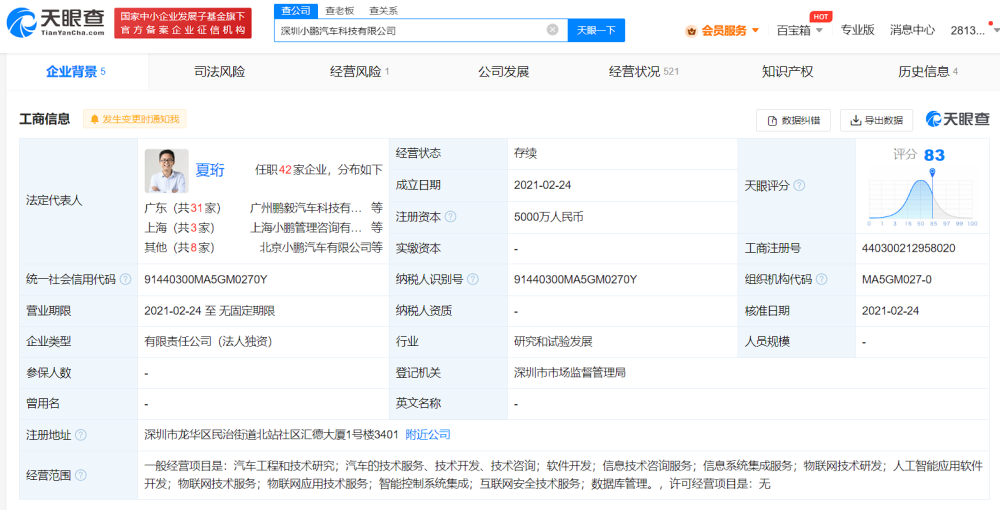 天眼查
TianYanCha.com
国家中小企业发展子基金旗下
官方备案企业征信机构
查公司 查老板 查关系
深圳小鹏汽车科技有限公司 天眼一下
会员服务 百宝箱 HOT 专业版 消息中心 2813...
企业背景 5 司法风险 经营风险 1 公司发展 经营状况 521 知识产权 历史信息 4
工商信息 发生变更时通知我 数据纠错 导出数据 天眼查
法定代表人 夏珩 任职42家企业，分布如下
广东（共31家） 广州鹏毅汽车科技有... 等
上海（共3家） 上海小鹏管理咨询有... 等
其他（共8家） 北京小鹏汽车有限公司等
经营状态 存续
成立日期 2021-02-24
注册资本 5000万人民币
实缴资本 -
天眼评分 评分 83
0 1 3 15 50 85 97 99 100
工商注册号 440300212958020
统一社会信用代码 91440300MA5GM0270Y 纳税人识别号 91440300MA5GM0270Y 组织机构代码 MA5GM027-0
营业期限 2021-02-24 至 无固定期限 纳税人资质 - 核准日期 2021-02-24
企业类型 有限责任公司（法人独资） 行业 研究和试验发展 人员规模 -
参保人数 - 登记机关 深圳市市场监督管理局
曾用名 - 英文名称 -
注册地址 深圳市龙华区民治街道北站社区汇德大厦1号楼3401 附近公司
经营范围 一般经营项目是：汽车工程和技术研究；汽车的技术服务、技术开发、技术咨询；软件开发；信息技术咨询服务；信息系统集成服务；物联网技术研发；人工智能应用软件
开发；物联网技术服务；物联网应用技术服务；智能控制系统集成；互联网安全技术服务；数据库管理。，许可经营项目是：无